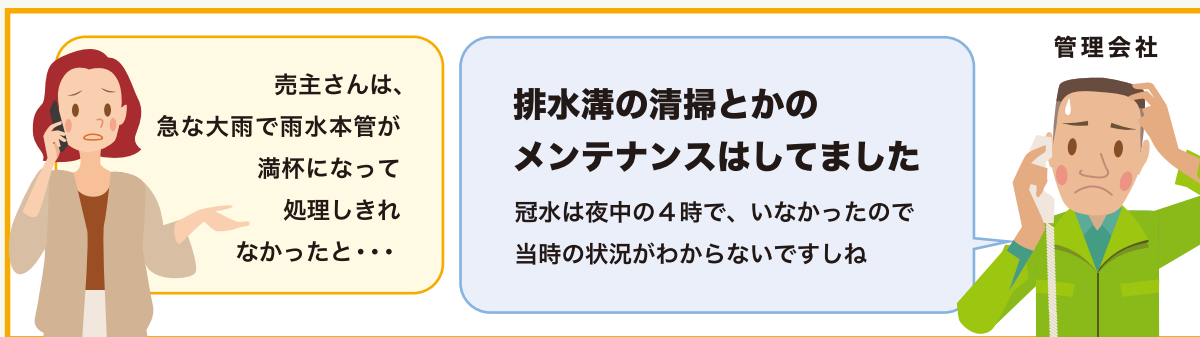 売主さんは、
急な大雨で雨水本管が
満杯になって
処理しきれ
なかったと・・・
排水溝の清掃とかの
メンテナンスはしてました
冠水は夜中の４時で、いなかったので
当時の状況がわからないですしね
管理会社